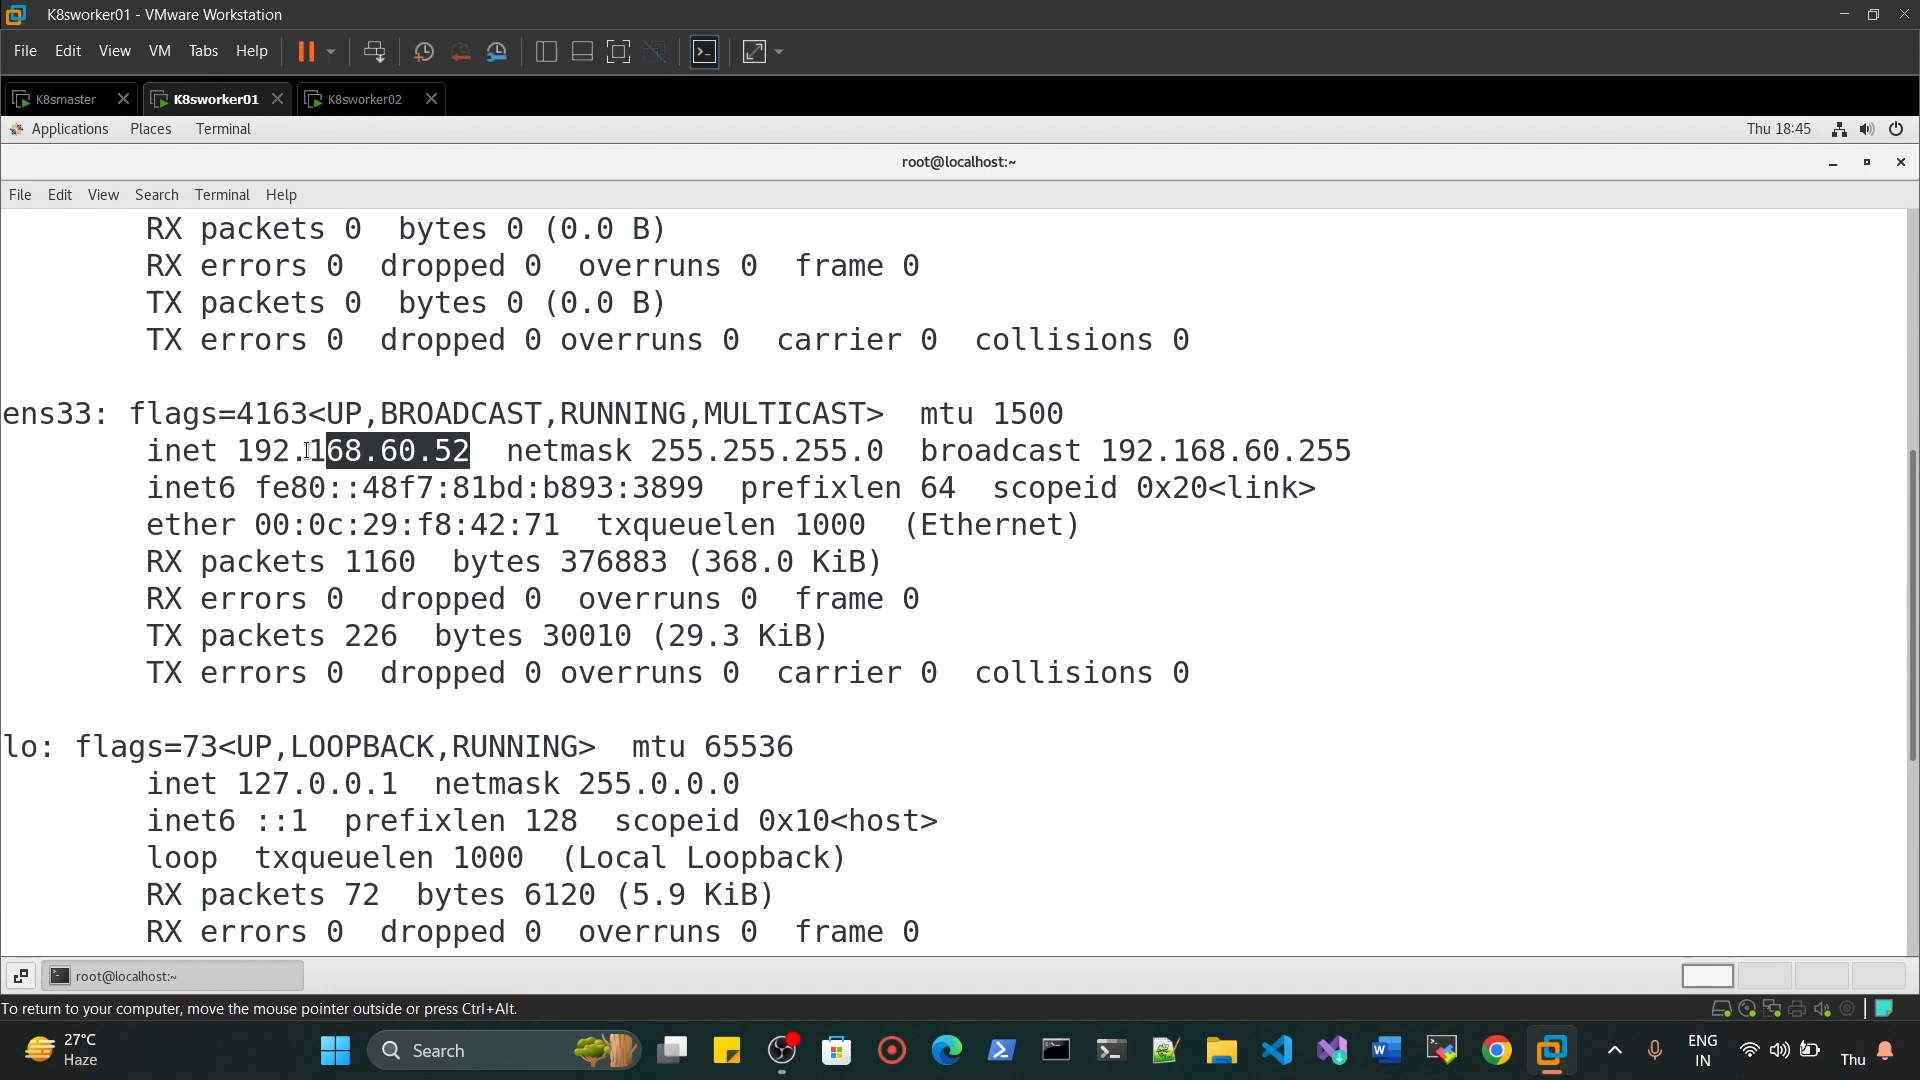 K8sworker01 - VMware Workstation
File Edit View VM Tabs Help
K8smaster K8sworker01 K8sworker02
Applications Places Terminal Thu 18:45
root@localhost:~
File Edit View Search Terminal Help
RX packets 0 bytes 0 (0.0 B)
RX errors 0 dropped 0 overruns 0 frame 0
TX packets 0 bytes 0 (0.0 B)
TX errors 0 dropped 0 overruns 0 carrier 0 collisions 0
ens33: flags=4163<UP,BROADCAST,RUNNING,MULTICAST> mtu 1500
inet 192.168.60.52 netmask 255.255.255.0 broadcast 192.168.60.255
inet6 fe80::48f7:81bd:b893:3899 prefixlen 64 scopeid 0x20<link>
ether 00:0c:29:f8:42:71 txqueuelen 1000 (Ethernet)
RX packets 1160 bytes 376883 (368.0 KiB)
RX errors 0 dropped 0 overruns 0 frame 0
TX packets 226 bytes 30010 (29.3 KiB)
TX errors 0 dropped 0 overruns 0 carrier 0 collisions 0
lo: flags=73<UP,LOOPBACK,RUNNING> mtu 65536
inet 127.0.0.1 netmask 255.0.0.0
inet6 ::1 prefixlen 128 scopeid 0x10<host>
loop txqueuelen 1000 (Local Loopback)
RX packets 72 bytes 6120 (5.9 KiB)
RX errors 0 dropped 0 overruns 0 frame 0
root@localhost:~
To return to your computer, move the mouse pointer outside or press Ctrl+Alt.
27°C
Haze
Search
ENG
IN
Thu